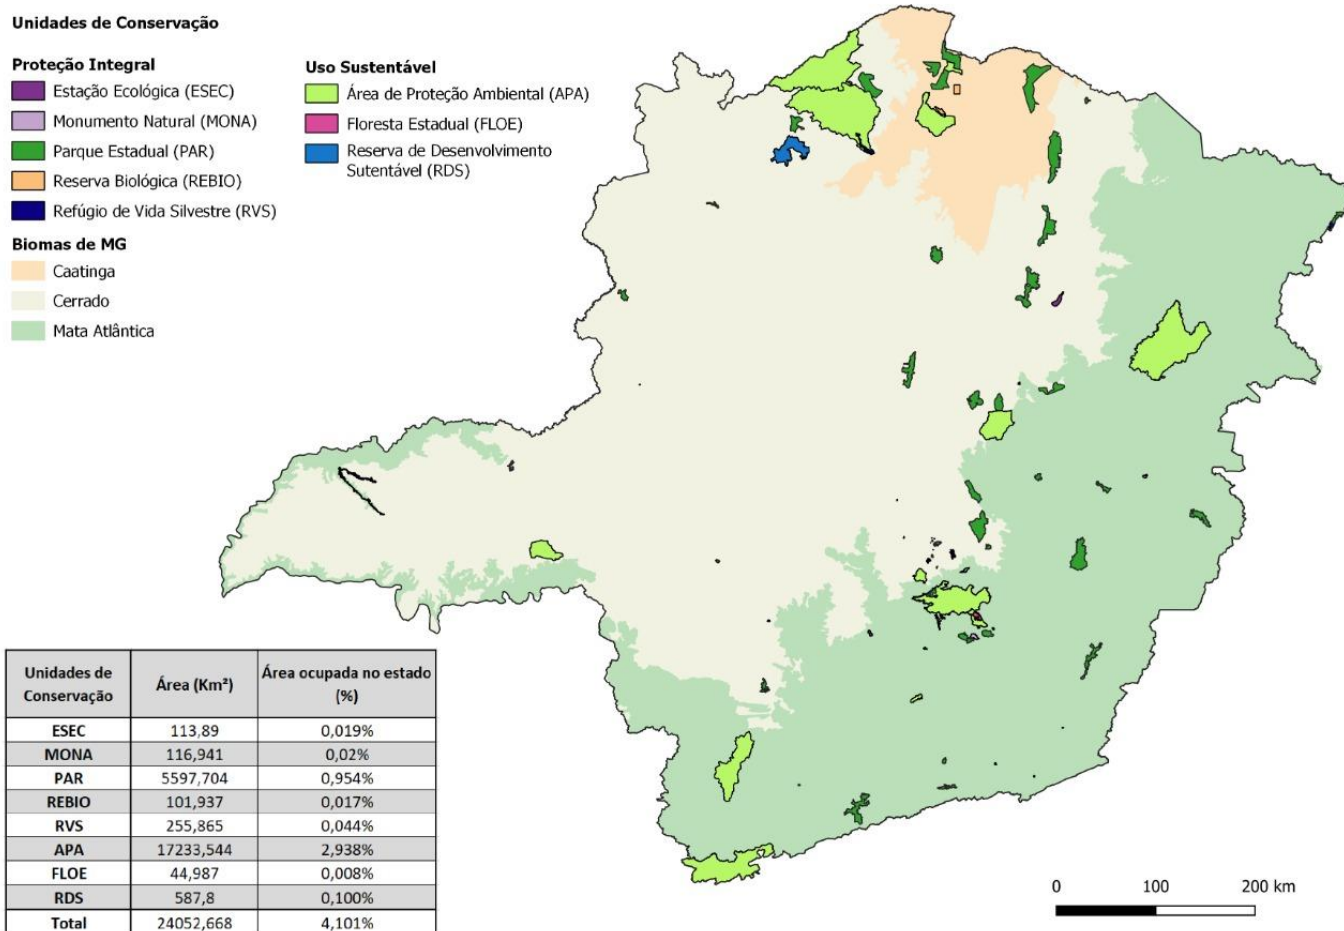 Unidades de Conservação
Proteção Integral
Estação Ecológica (ESEC)
Monumento Natural (MONA)
Parque Estadual (PAR)
Reserva Biológica (REBIO)
Refúgio de Vida Silvestre (RVS)
Uso Sustentável
Área de Proteção Ambiental (APA)
Floresta Estadual (FLOE)
Reserva de Desenvolvimento
Sutentável (RDS)
Biomas de MG
Caatinga
Cerrado
Mata Atlântica
Unidades de Conservação Área (Km²) Área ocupada no estado (%)
ESEC 113,89 0,019%
MONA 116,941 0,02%
PAR 5597,704 0,954%
REBIO 101,937 0,017%
RVS 255,865 0,044%
APA 17233,544 2,938%
FLOE 44,987 0,008%
RDS 587,8 0,100%
Total 24052,668 4,101%
0 100 200 km